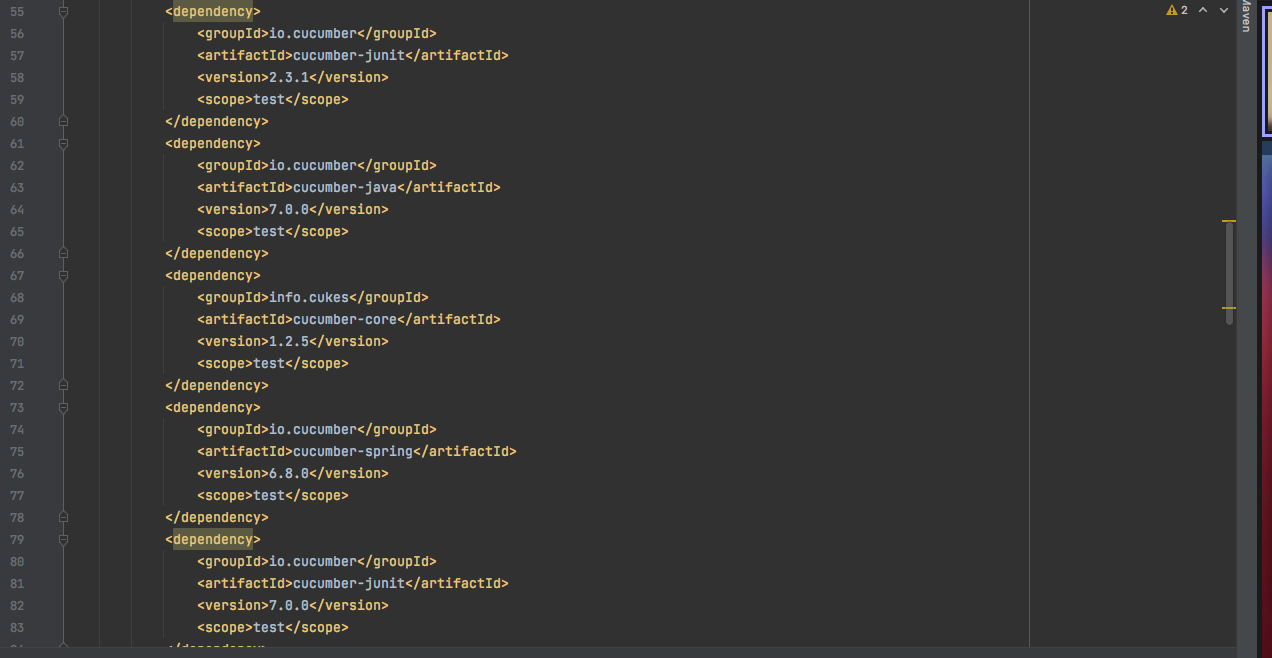 55 <dependency>
56 <groupId>io.cucumber</groupId>
57 <artifactId>cucumber-junit</artifactId>
58 <version>2.3.1</version>
59 <scope>test</scope>
60 </dependency>
61 <dependency>
62 <groupId>io.cucumber</groupId>
63 <artifactId>cucumber-java</artifactId>
64 <version>7.0.0</version>
65 <scope>test</scope>
66 </dependency>
67 <dependency>
68 <groupId>info.cukes</groupId>
69 <artifactId>cucumber-core</artifactId>
70 <version>1.2.5</version>
71 <scope>test</scope>
72 </dependency>
73 <dependency>
74 <groupId>io.cucumber</groupId>
75 <artifactId>cucumber-spring</artifactId>
76 <version>6.8.0</version>
77 <scope>test</scope>
78 </dependency>
79 <dependency>
80 <groupId>io.cucumber</groupId>
81 <artifactId>cucumber-junit</artifactId>
82 <version>7.0.0</version>
83 <scope>test</scope>
2
Maven